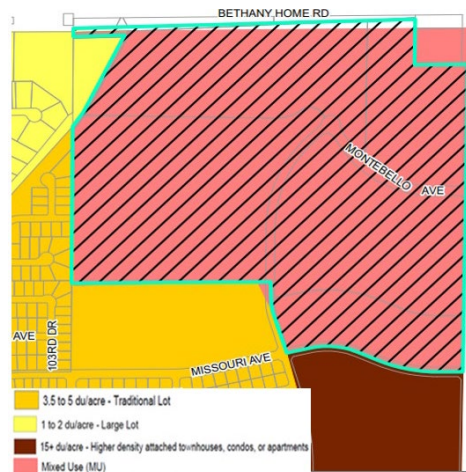 BETHANY HOME RD
MONTEBELLO AVE
AVE
103RD DR
MISSOURI AVE
3.5 to 5 du/acre - Traditional Lot
1 to 2 du/acre - Large Lot
15+ du/acre - Higher density attached townhouses, condos, or apartments
Mixed Use (MU)